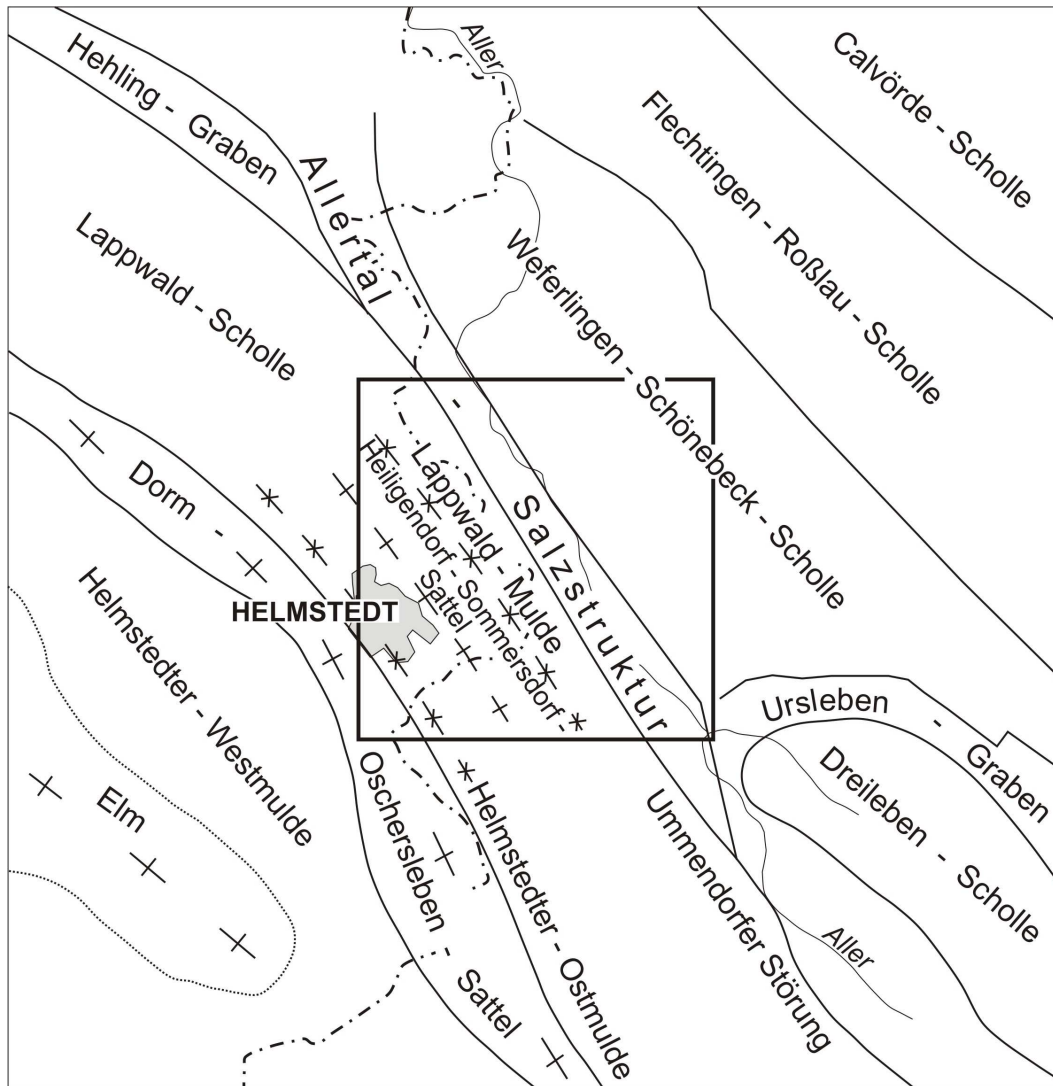 Aller
Hehling - Graben
Calvörde - Scholle
Flechtingen - Roßlau - Scholle
Allertal - Salzstruktur
Lappwald - Scholle
Weferlingen - Schönebeck - Scholle
Dorm -
Lappwald - Mulde
Heiligendorf - Sommersdorf -
Sattel
HELMSTEDT
Helmstedter - Westmulde
Elm
Oschersleben -
Sattel
Helmstedter - Ostmulde
Ummendorfer Störung
Ursleben - Graben
Dreileben - Scholle
Aller